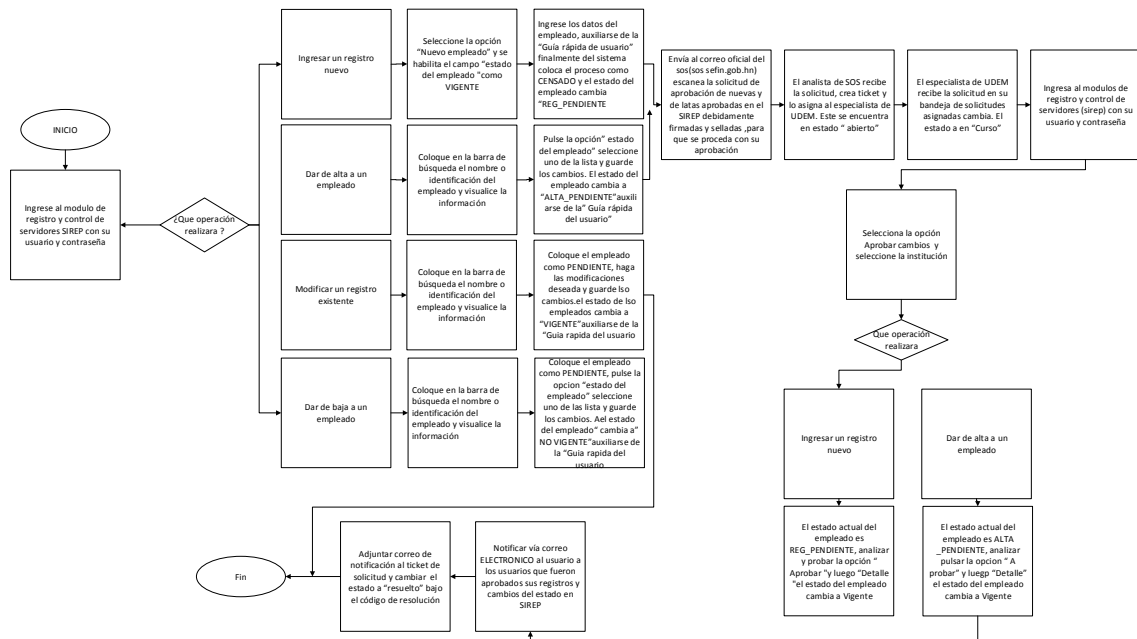 INICIO
Ingrese al modulo de
registro y control de
servidores SIREP con su
usuario y contraseña
¿Que operación
realizara ?
Ingresar un registro
nuevo
Seleccione la opción
“Nuevo empleado” y se
habilita el campo “estado
del empleado “como
VIGENTE
Ingrese los datos del
empleado, auxiliarse de la
“Guía rápida de usuario”
finalmente del sistema
coloca el proceso como
CENSADO y el estado del
empleado cambia
“REG_PENDIENTE
Dar de alta a un
empleado
Coloque en la barra de
búsqueda el nombre o
identificación del
empleado y visualice la
información
Pulse la opción” estado
del empleado” seleccione
uno de la lista y guarde
los cambios. El estado del
empleado cambia a
“ALTA_PENDIENTE”auxili
arse de la” Guía rápida
del usuario”
Modificar un registro
existente
Coloque en la barra de
búsqueda el nombre o
identificación del
empleado y visualice la
información
Coloque el empleado
como PENDIENTE, haga
las modificaciones
deseada y guarde lso
cambios.el estado de lso
empleados cambia a
“VIGENTE”auxiliarse de
la “Guia rapida del usuario
Dar de baja a un
empleado
Coloque en la barra de
búsqueda el nombre o
identificación del
empleado y visualice la
información
Coloque el empleado
como PENDIENTE, pulse la
opcion “estado del
empleado” seleccione
uno de las lista y guarde
los cambios. Ael estado
del empleado“ cambia a”
NO VIGENTE”auxiliarse de
la “Guia rapida del
usuario
Envía al correo oficial del
sos(sos sefin.gob.hn)
escanea la solicitud de
aprobación de nuevas y
de latas aprobadas en el
SIREP debidamente
firmadas y selladas ,para
que se proceda con su
aprobación
El analista de SOS recibe
la solicitud, crea ticket y
lo asigna al especialista de
UDEM. Este se encuentra
en estado “ abierto”
El especialista de UDEM
recibe la solicitud en su
bandeja de solicitudes
asignadas cambia. El
estado a en “Curso”
Ingresa al modulos de
registro y control de
servidores (sirep) con su
usuario y contraseña
Selecciona la opción
Aprobar cambios y
seleccione la institución
Que operación
realizara
Ingresar un registro
nuevo
Dar de alta a un
empleado
El estado actual del
empleado es
REG_PENDIENTE, analizar
y probar la opción “
Aprobar “y luego “Detalle
“el estado del empleado
cambia a Vigente
El estado actual del
empleado es ALTA
_PENDIENTE, analizar
pulsar la opcion “ A
probar” y luegp “Detalle”
el estado del empleado
cambia a Vigente
Notificar vía correo
ELECTRONICO al usuario a
los usuarios que fueron
aprobados sus registros y
cambios del estado en
SIREP
Adjuntar correo de
notificación al ticket de
solicitud y cambiar el
estado a “resuelto” bajo
el código de resolución
Fin